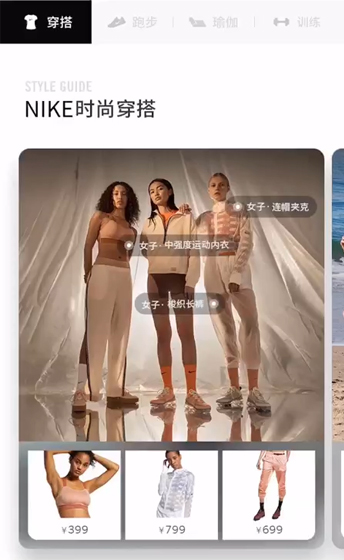 穿搭 跑步 瑜伽 训练
STYLE GUIDE
NIKE时尚穿搭
女子·连帽夹克
女子·中强度运动内衣
女子·梭织长裤
¥399 ¥799 ¥699